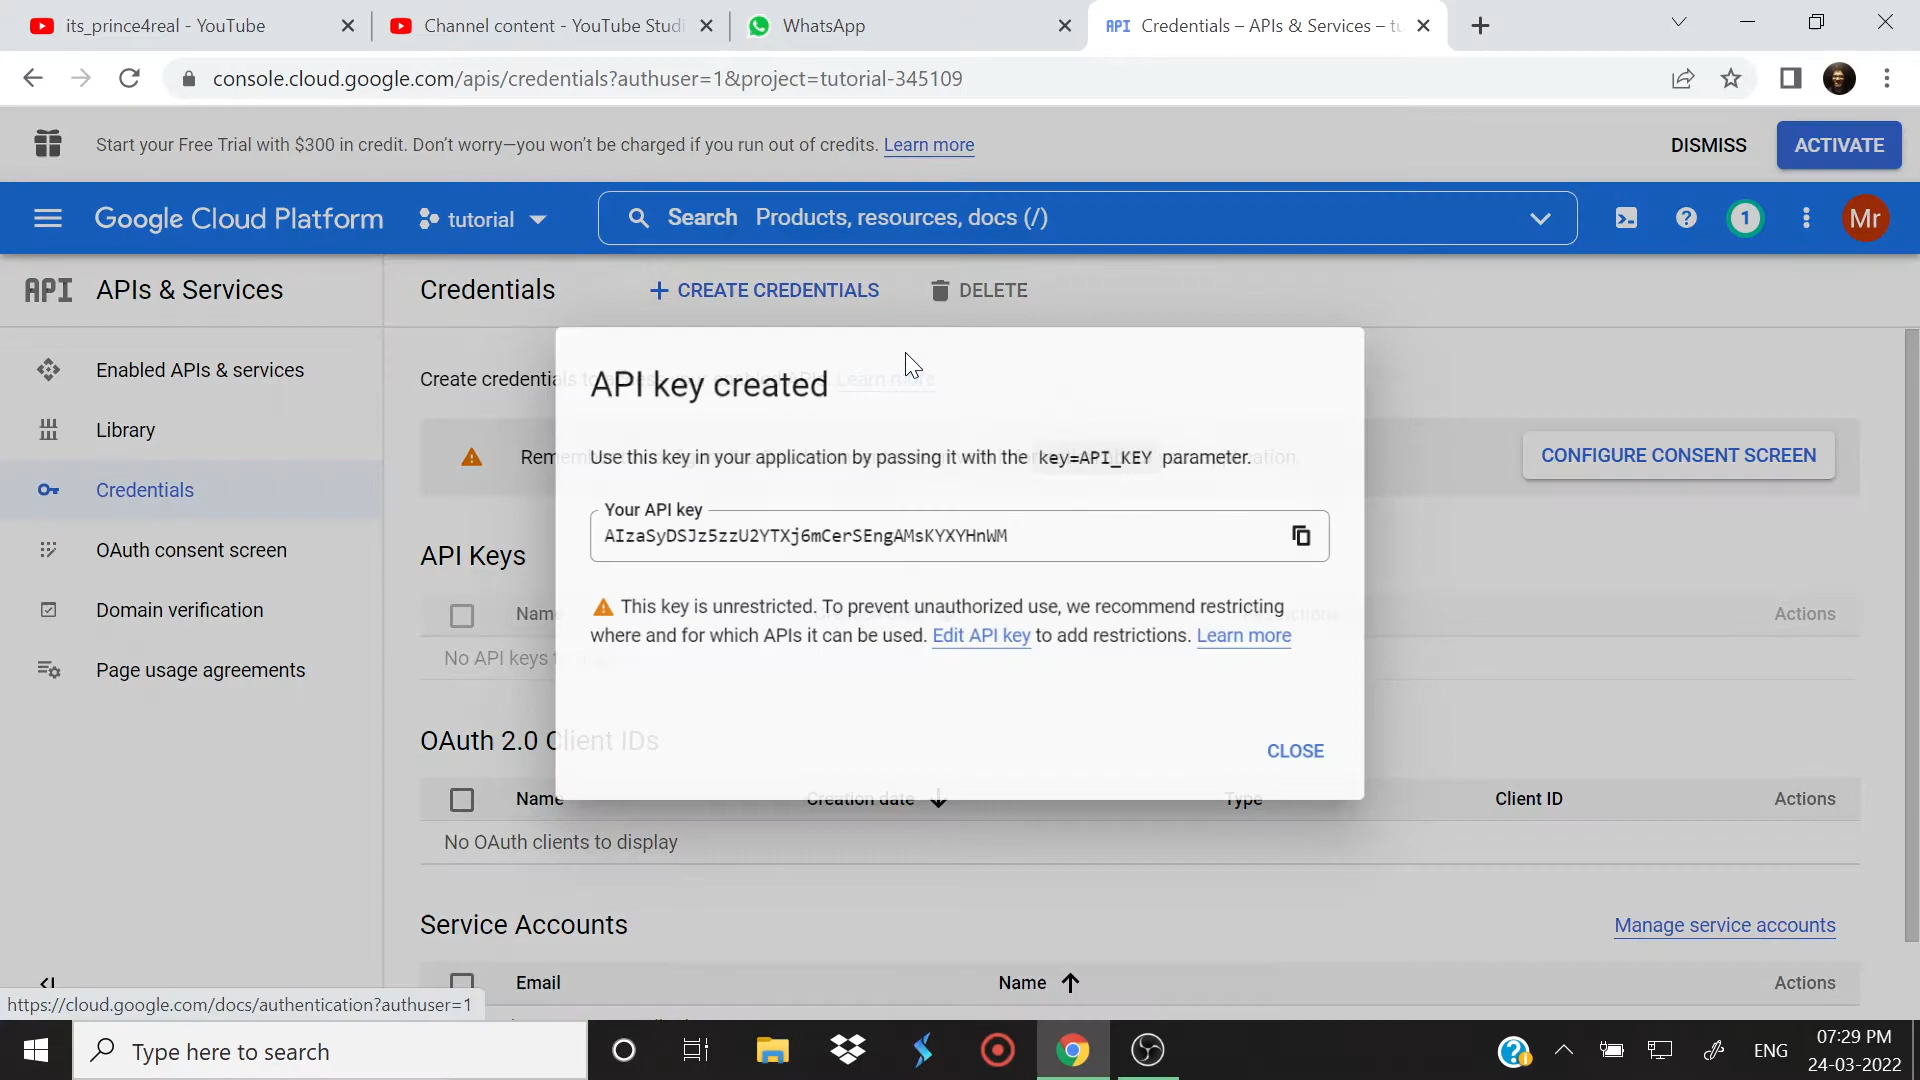 its_prince4real - YouTube
Channel content - YouTube Studi
WhatsApp
API Credentials – APIs & Services – tu
console.cloud.google.com/apis/credentials?authuser=1&project=tutorial-345109
Start your Free Trial with $300 in credit. Don't worry—you won't be charged if you run out of credits. Learn more
DISMISS
ACTIVATE
Google Cloud Platform
tutorial
Search Products, resources, docs (/)
1
Mr
API APIs & Services
Credentials
CREATE CREDENTIALS
DELETE
Enabled APIs & services
Library
Credentials
OAuth consent screen
Domain verification
Page usage agreements
Create credentials to access your enabled APIs. Learn more
CONFIGURE CONSENT SCREEN
API key created
Use this key in your application by passing it with the key=API_KEY parameter.
Your API key
AIzaSyDSJz5zzU2YTXj6mCerSEngAMsKYXYHnWM
This key is unrestricted. To prevent unauthorized use, we recommend restricting
where and for which APIs it can be used. Edit API key to add restrictions. Learn more
CLOSE
API Keys
Name
Actions
No API keys
OAuth 2.0 Client IDs
Name
Creation date
Type
Client ID
Actions
No OAuth clients to display
Service Accounts
Manage service accounts
Email
Name
Actions
https://cloud.google.com/docs/authentication?authuser=1
Type here to search
ENG
07:29 PM
24-03-2022